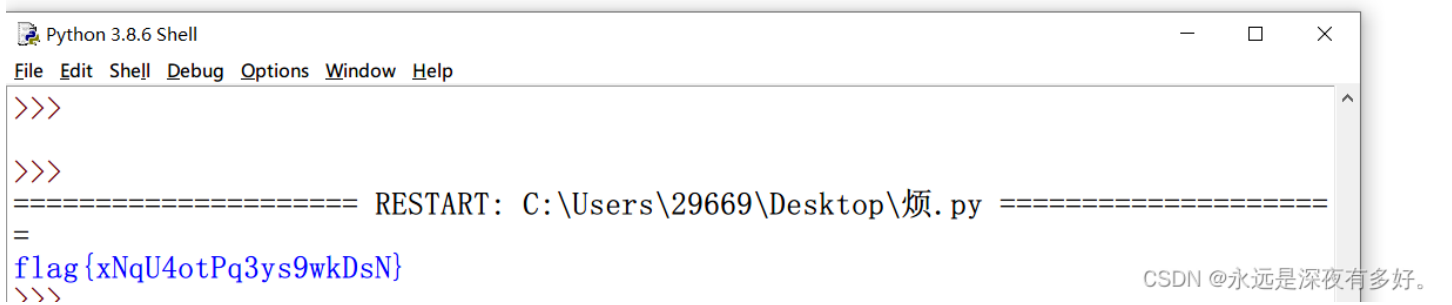 Python 3.8.6 Shell
File Edit Shell Debug Options Window Help
>>>
>>>
===================== RESTART: C:\Users\29669\Desktop\烦.py ====================
=
flag{xNqU4otPq3ys9wkDsN}
>>>
CSDN @永远是深夜有多好。